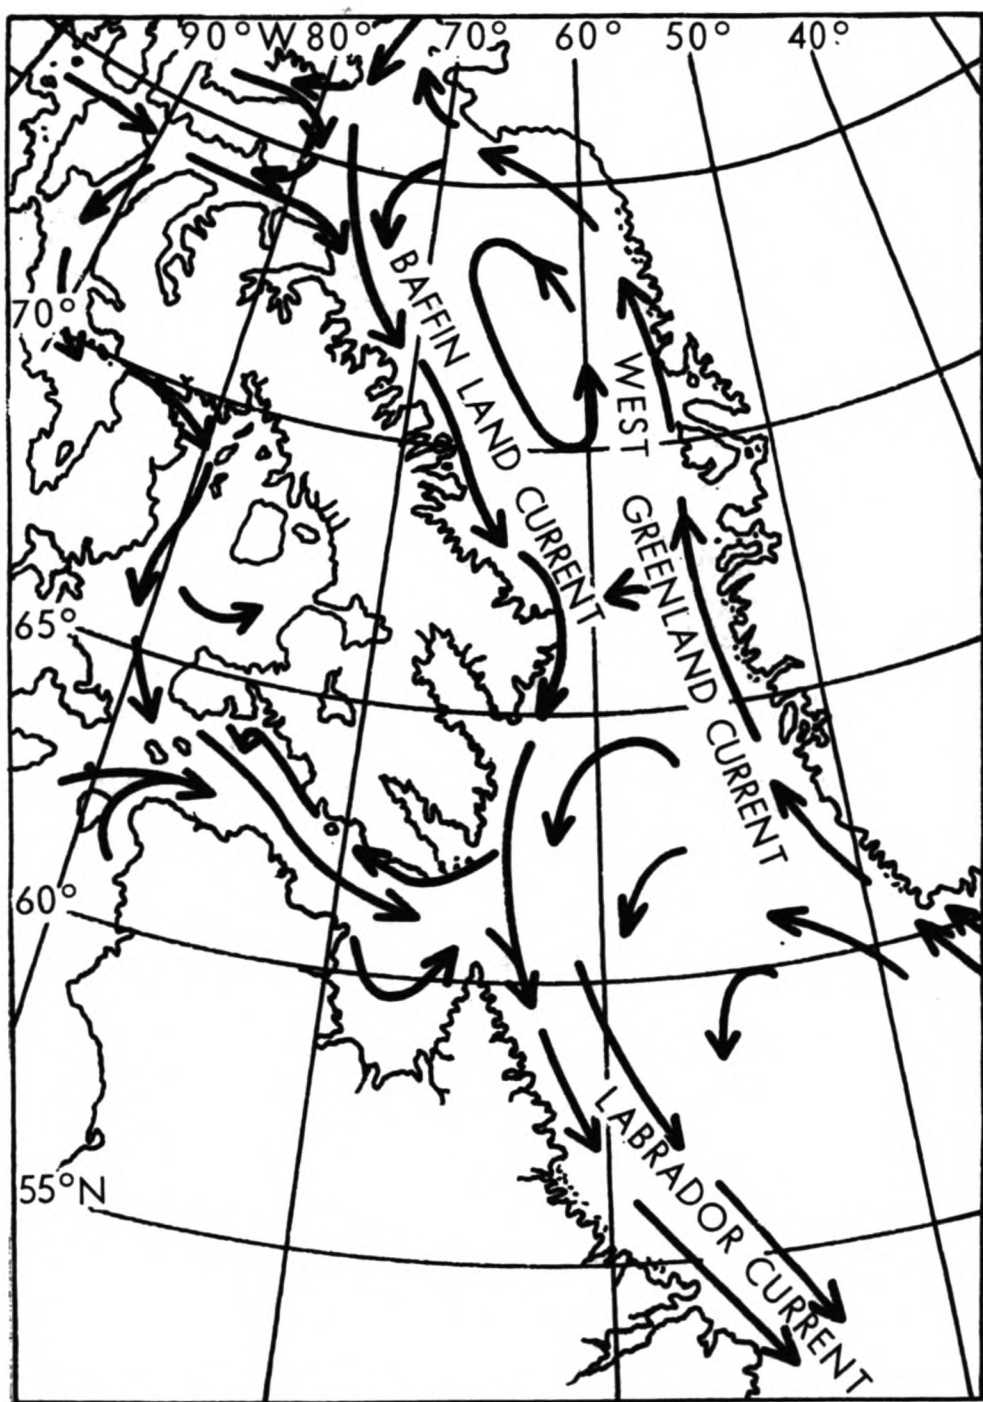 90°W 80° 70° 60° 50° 40°
70°
65°
60°
55°N
BAFFIN LAND CURRENT
WEST GREENLAND CURRENT
LABRADOR CURRENT